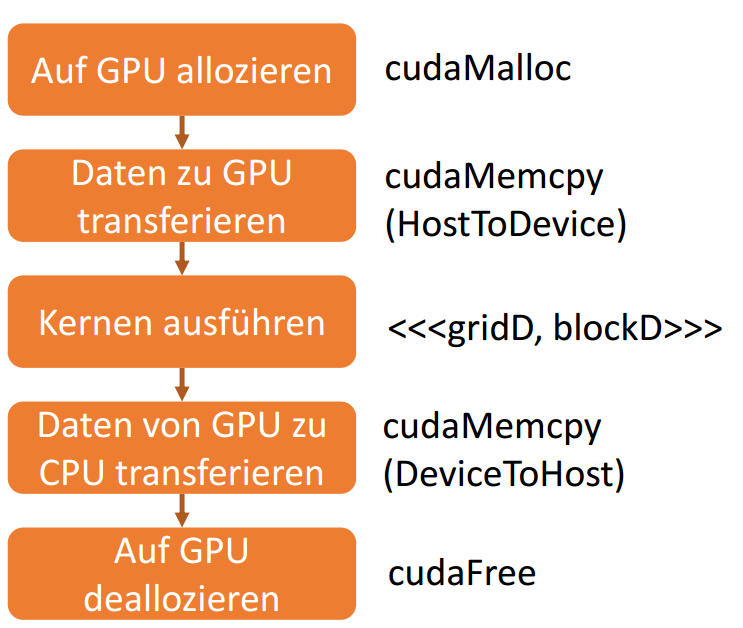 Auf GPU allozieren
cudaMalloc
Daten zu GPU
transferieren
cudaMemcpy
(HostToDevice)
Kernen ausführen
<<<gridD, blockD>>>
Daten von GPU zu
CPU transferieren
cudaMemcpy
(DeviceToHost)
Auf GPU
deallozieren
cudaFree